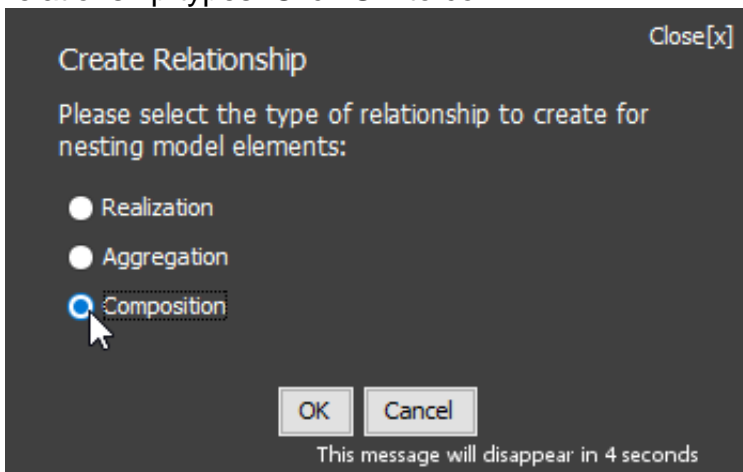 Close[x]
Create Relationship
Please select the type of relationship to create for
nesting model elements:
Realization
Aggregation
Composition
OK Cancel
This message will disappear in 4 seconds